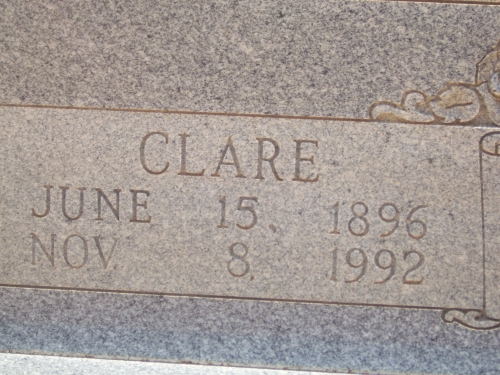 CLARE
JUNE 15, 1896
NOV. 8, 1992